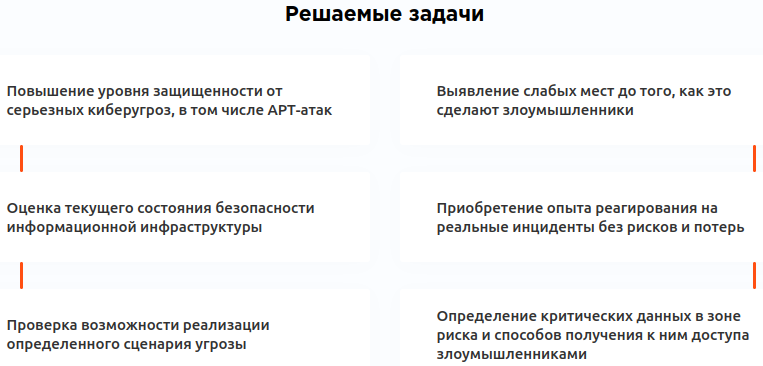 Решаемые задачи
Повышение уровня защищенности от
серьезных киберугроз, в том числе APT-атак
Выявление слабых мест до того, как это
сделают злоумышленники
Оценка текущего состояния безопасности
информационной инфраструктуры
Приобретение опыта реагирования на
реальные инциденты без рисков и потерь
Проверка возможности реализации
определенного сценария угрозы
Определение критических данных в зоне
риска и способов получения к ним доступа
злоумышленниками